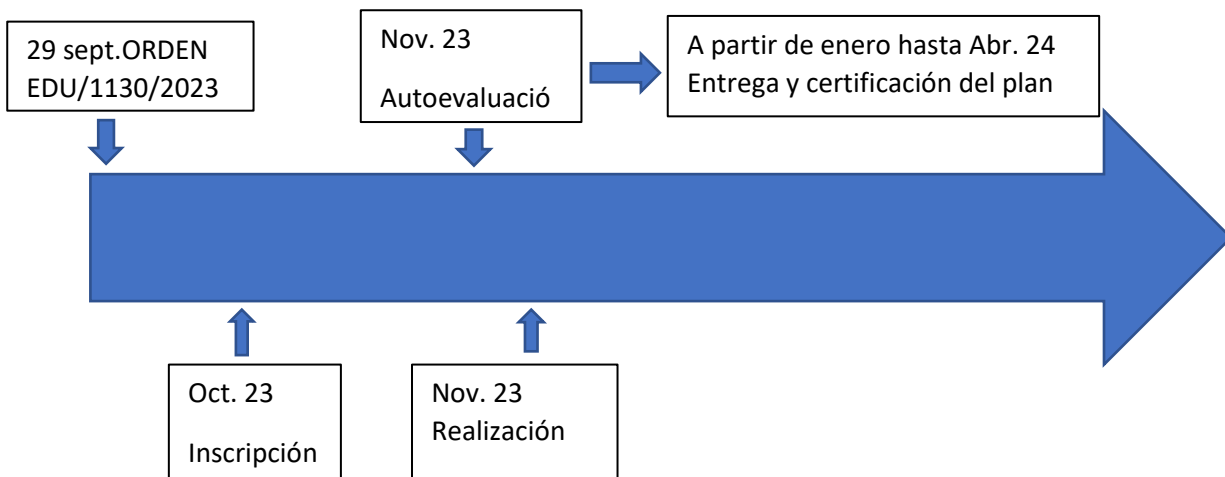 29 sept.ORDEN
EDU/1130/2023
Nov. 23
Autoevaluació
A partir de enero hasta Abr. 24
Entrega y certificación del plan
Oct. 23
Inscripción
Nov. 23
Realización